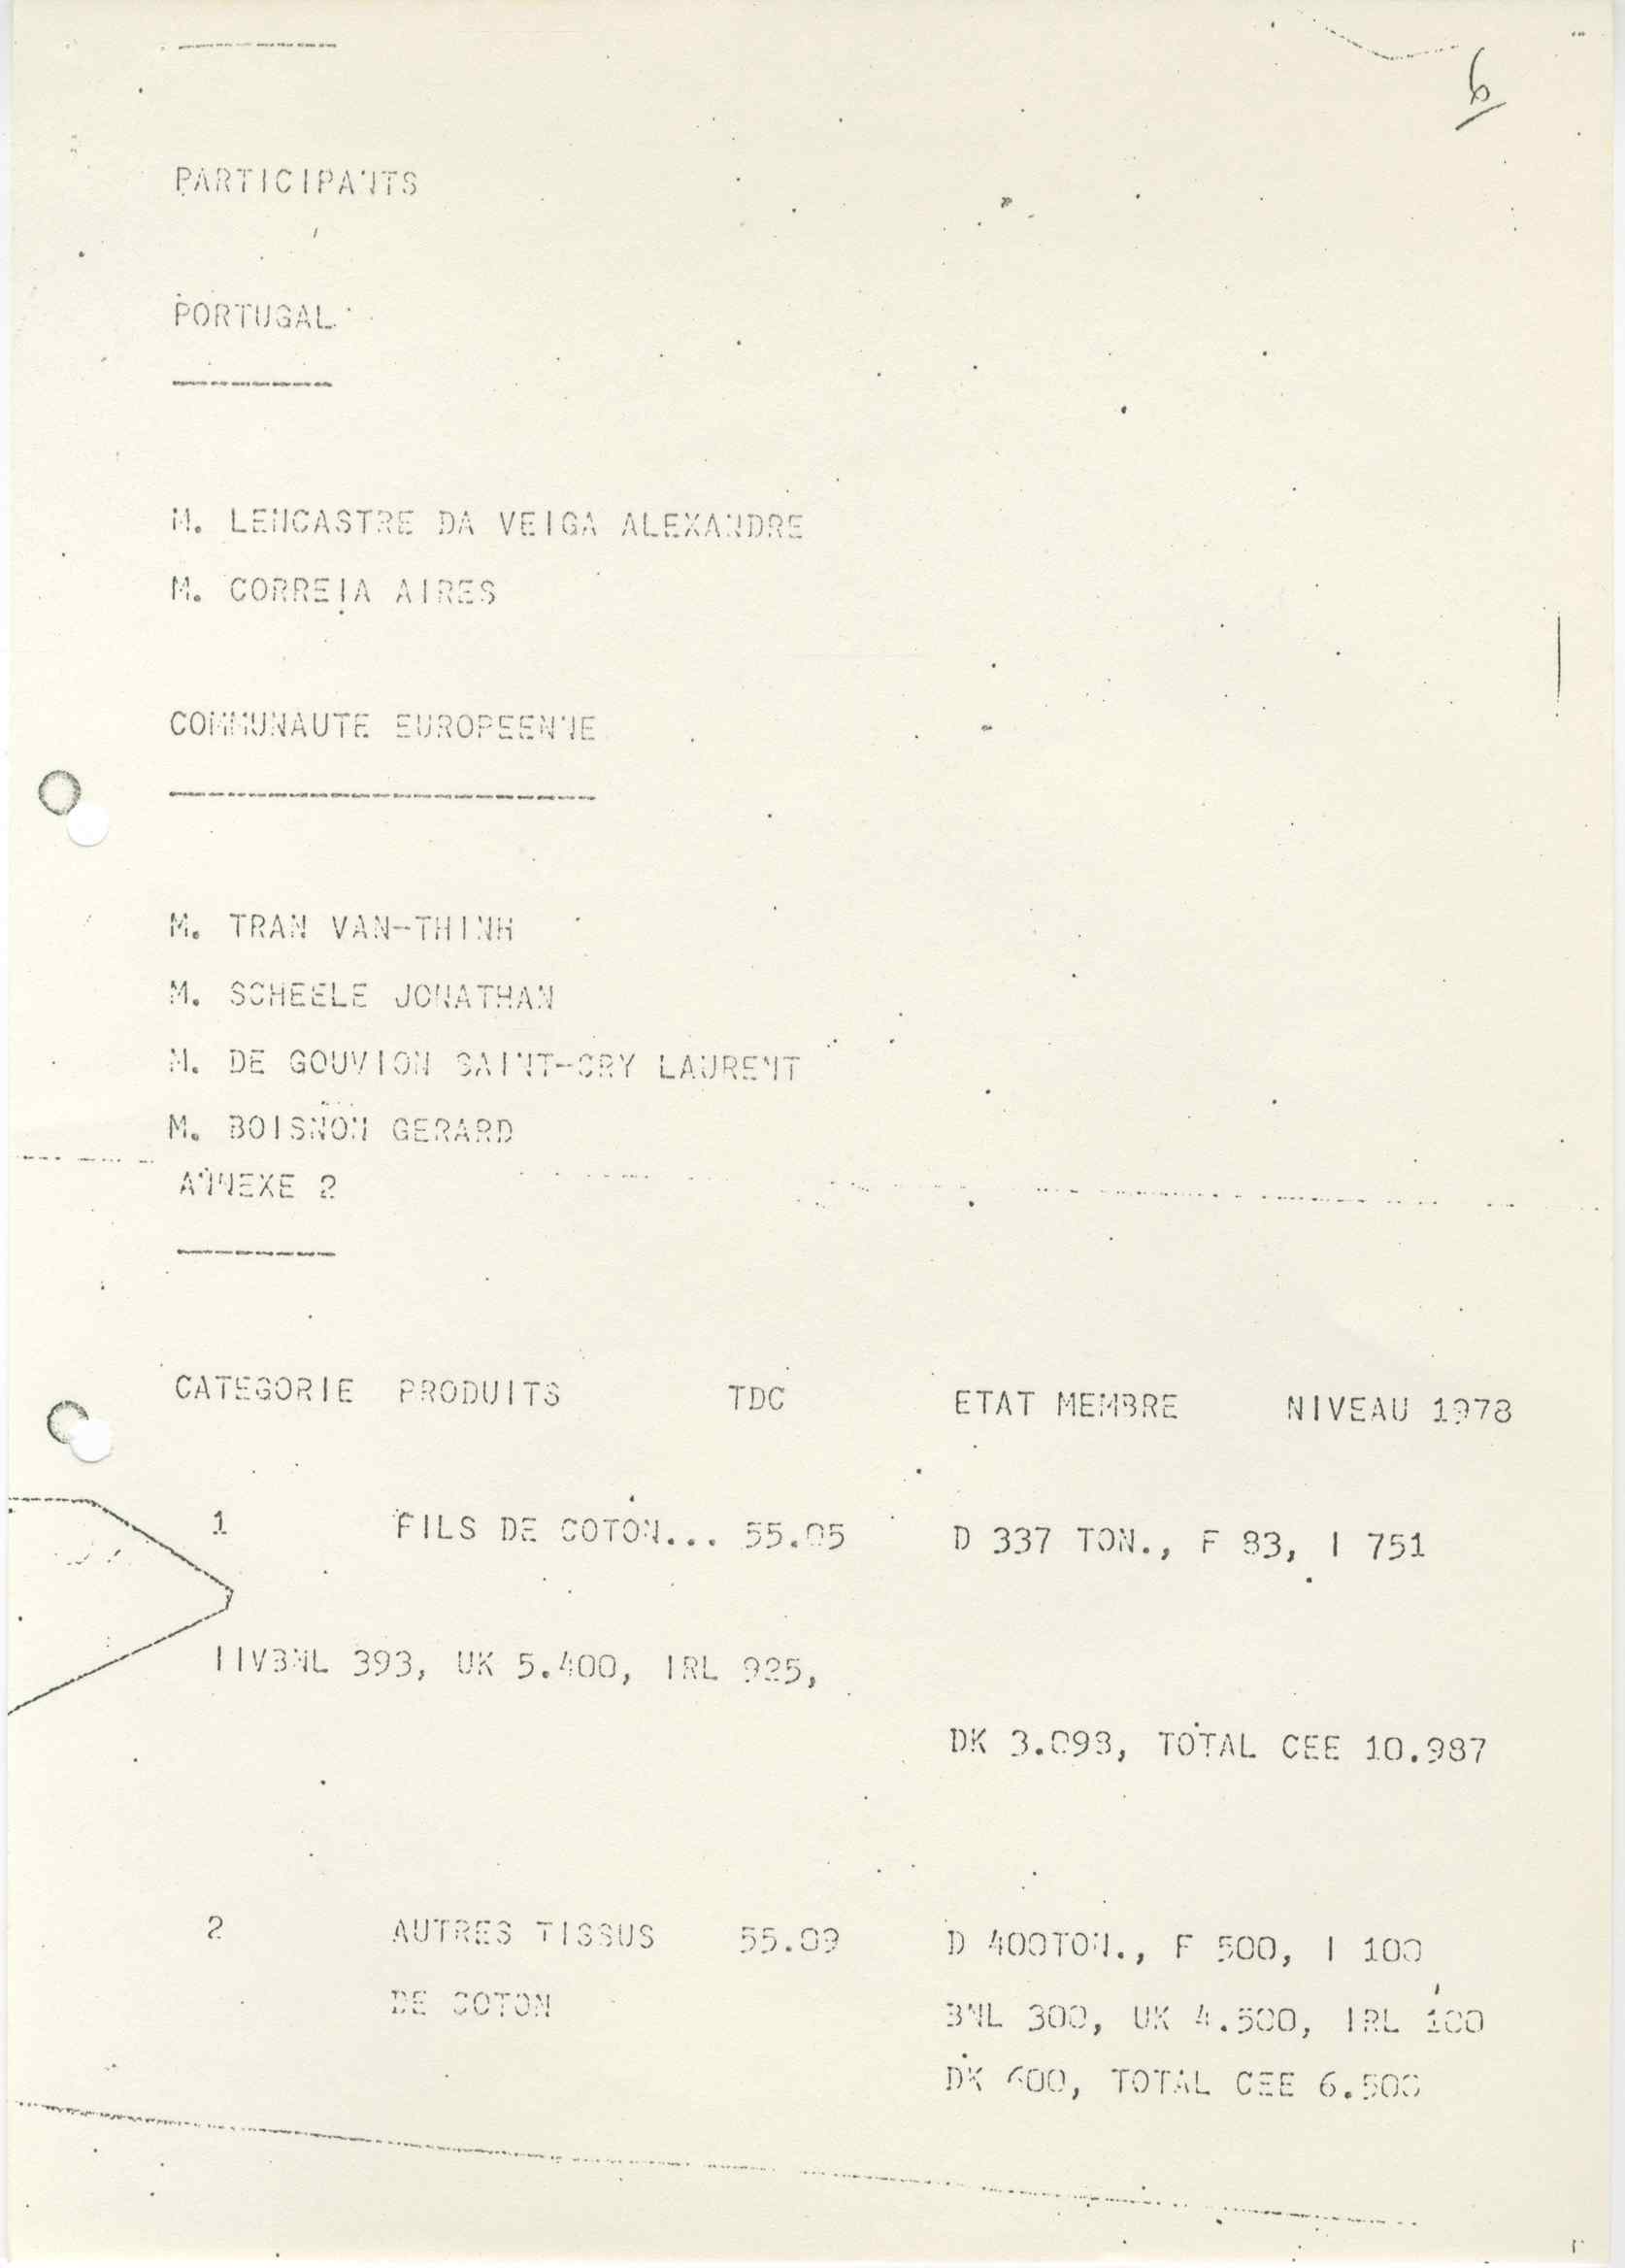 6
PARTICIPANTS
PORTUGAL
M. LENCASTRE DA VEIGA ALEXANDRE
M. CORREIA AIRES
COMMUNAUTE EUROPEENNE
M. TRAN VAN-THINH
M. SCHEELE JONATHAN
M. DE GOUVION SAINT-CRY LAURENT
M. BOISNON GERARD
ANNEXE 2
CATEGORIE PRODUITS TDC ETAT MEMBRE NIVEAU 1978
1 FILS DE COTON... 55.05 D 337 TON., F 83, I 751
IIVBNL 393, UK 5.400, IRL 925,
DK 3.098, TOTAL CEE 10.987
2 AUTRES TISSUS 55.09 D 400TON., F 500, I 100
DE COTON BNL 300, UK 4.500, IRL 100
DK 600, TOTAL CEE 6.500